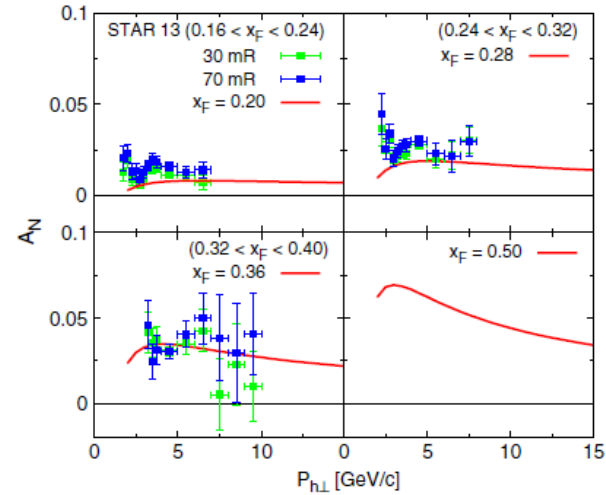 STAR 13 (0.16 < x_F < 0.24)
30 mR
70 mR
x_F = 0.20
(0.24 < x_F < 0.32)
x_F = 0.28
0.1
0.05
0
A_N
(0.32 < x_F < 0.40)
x_F = 0.36
x_F = 0.50
0.1
0.05
0
0 5 10 0 5 10 15
P_h⊥ [GeV/c]